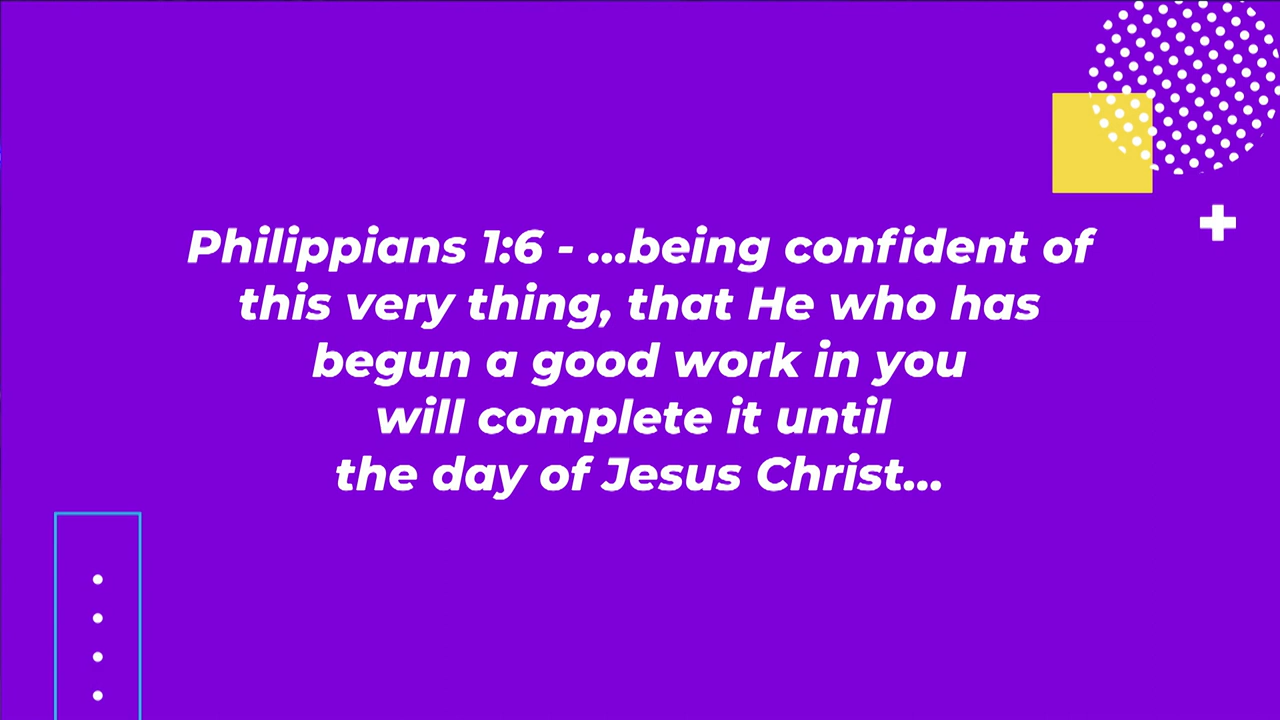 Philippians 1:6 - ...being confident of
this very thing, that He who has
begun a good work in you
will complete it until
the day of Jesus Christ...